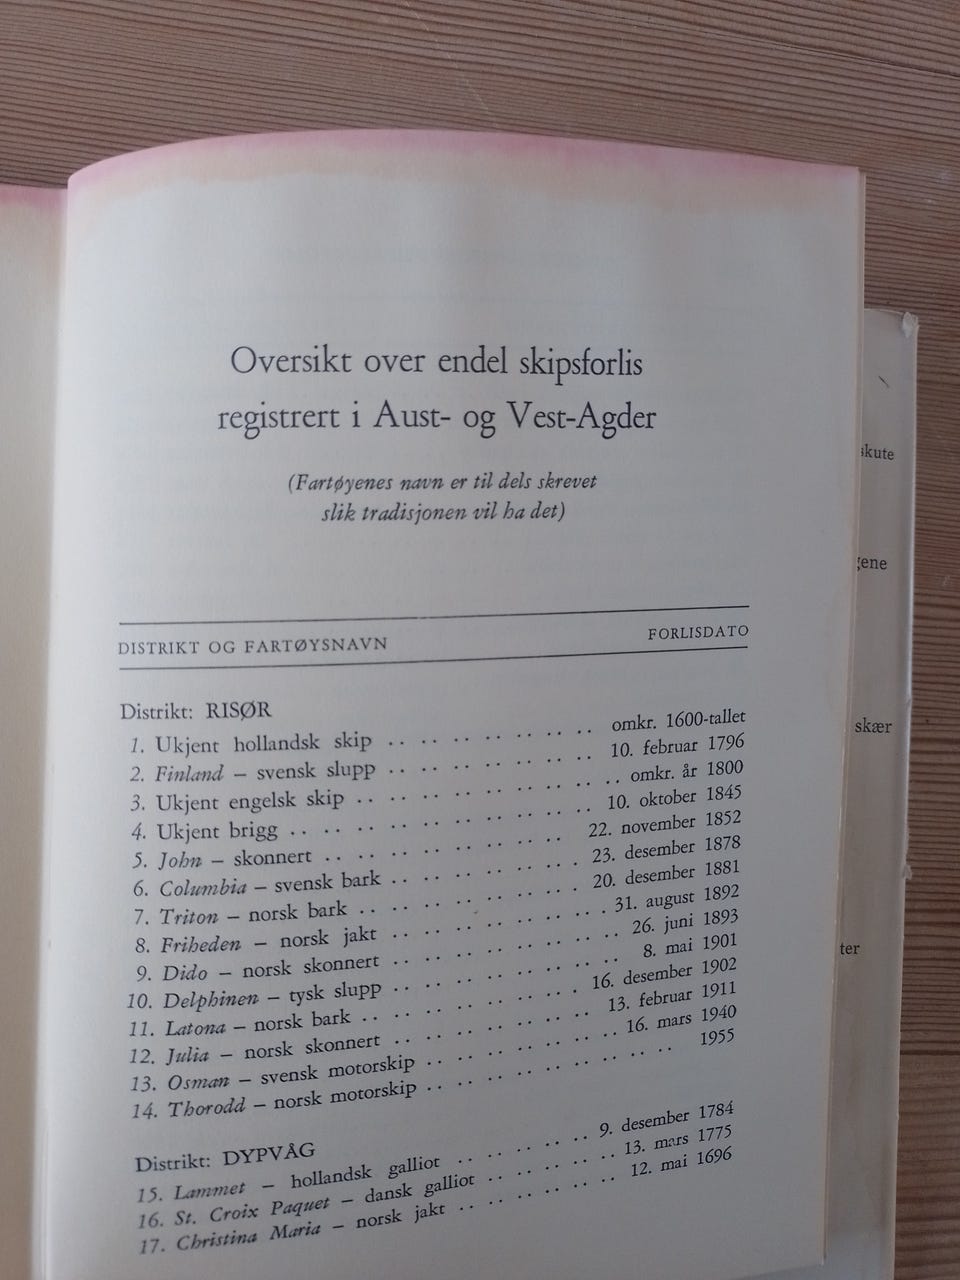 Oversikt over endel skipsforlis
registrert i Aust- og Vest-Agder
(Fartøyenes navn er til dels skrevet
slik tradisjonen vil ha det)
DISTRIKT OG FARTØYSNAVN FORLISDATO
Distrikt: RISØR
1. Ukjent hollandsk skip .. .. .. .. .. .. .. omkr. 1600-tallet
2. Finland – svensk slupp .. .. .. .. .. .. .. 10. februar 1796
3. Ukjent engelsk skip .. .. .. .. .. .. .. .. omkr. år 1800
4. Ukjent brigg .. .. .. .. .. .. .. .. .. 10. oktober 1845
5. John – skonnert .. .. .. .. .. .. .. 22. november 1852
6. Columbia – svensk bark .. .. .. .. .. .. 23. desember 1878
7. Triton – norsk bark .. .. .. .. .. .. .. 20. desember 1881
8. Friheden – norsk jakt .. .. .. .. .. .. .. 31. august 1892
9. Dido – norsk skonnert .. .. .. .. .. .. .. 26. juni 1893
10. Delphinen – tysk slupp .. .. .. .. .. .. .. 8. mai 1901
11. Latona – norsk bark .. .. .. .. .. .. .. 16. desember 1902
12. Julia – norsk skonnert .. .. .. .. .. .. 13. februar 1911
13. Osman – svensk motorskip .. .. .. .. .. .. 16. mars 1940
14. Thorodd – norsk motorskip .. .. .. .. .. .. .. 1955
Distrikt: DYPVÅG
15. Lammet – hollandsk galliot .. .. .. .. 9. desember 1784
16. St. Croix Paquet – dansk galliot .. .. .. .. 13. mars 1775
17. Christina Maria – norsk jakt .. .. .. .. .. 12. mai 1696
skute
skær
ter